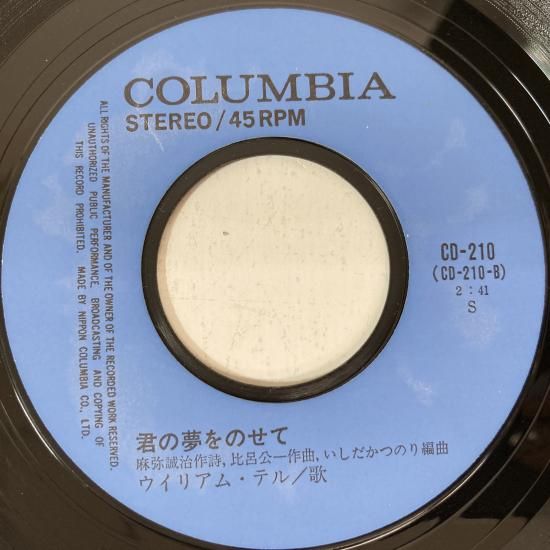 COLUMBIA
STEREO/45RPM
ALL RIGHTS OF THE MANUFACTURER AND OF THE OWNER OF THE RECORDED WORK RESERVED.
UNAUTHORIZED PUBLIC PERFORMANCE, BROADCASTING AND COPYING OF
THIS RECORD PROHIBITED. MADE BY NIPPON COLUMBIA CO., LTD.
CD-210
(CD-210-B)
2:41
S
君の夢をのせて
麻弥誠治作詩, 比呂公一作曲, いしだかつのり編曲
ウイリアム・テル/歌